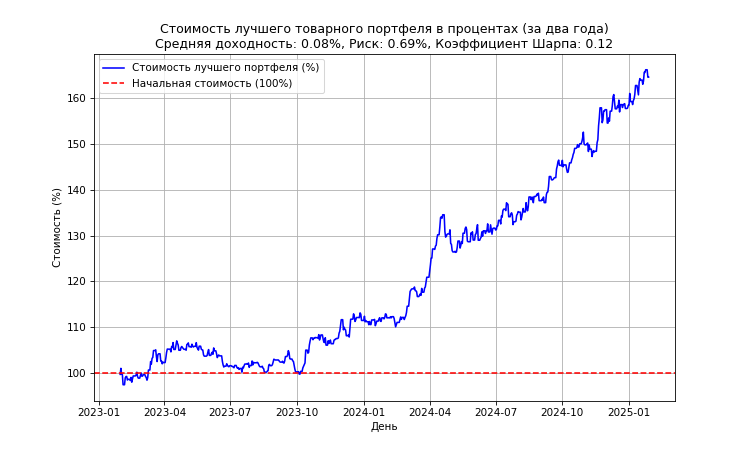 Стоимость лучшего товарного портфеля в процентах (за два года)
Средняя доходность: 0.08%, Риск: 0.69%, Коэффициент Шарпа: 0.12
Стоимость лучшего портфеля (%)
Начальная стоимость (100%)
Стоимость (%)
160
150
140
130
120
110
100
2023-01 2023-04 2023-07 2023-10 2024-01 2024-04 2024-07 2024-10 2025-01
День